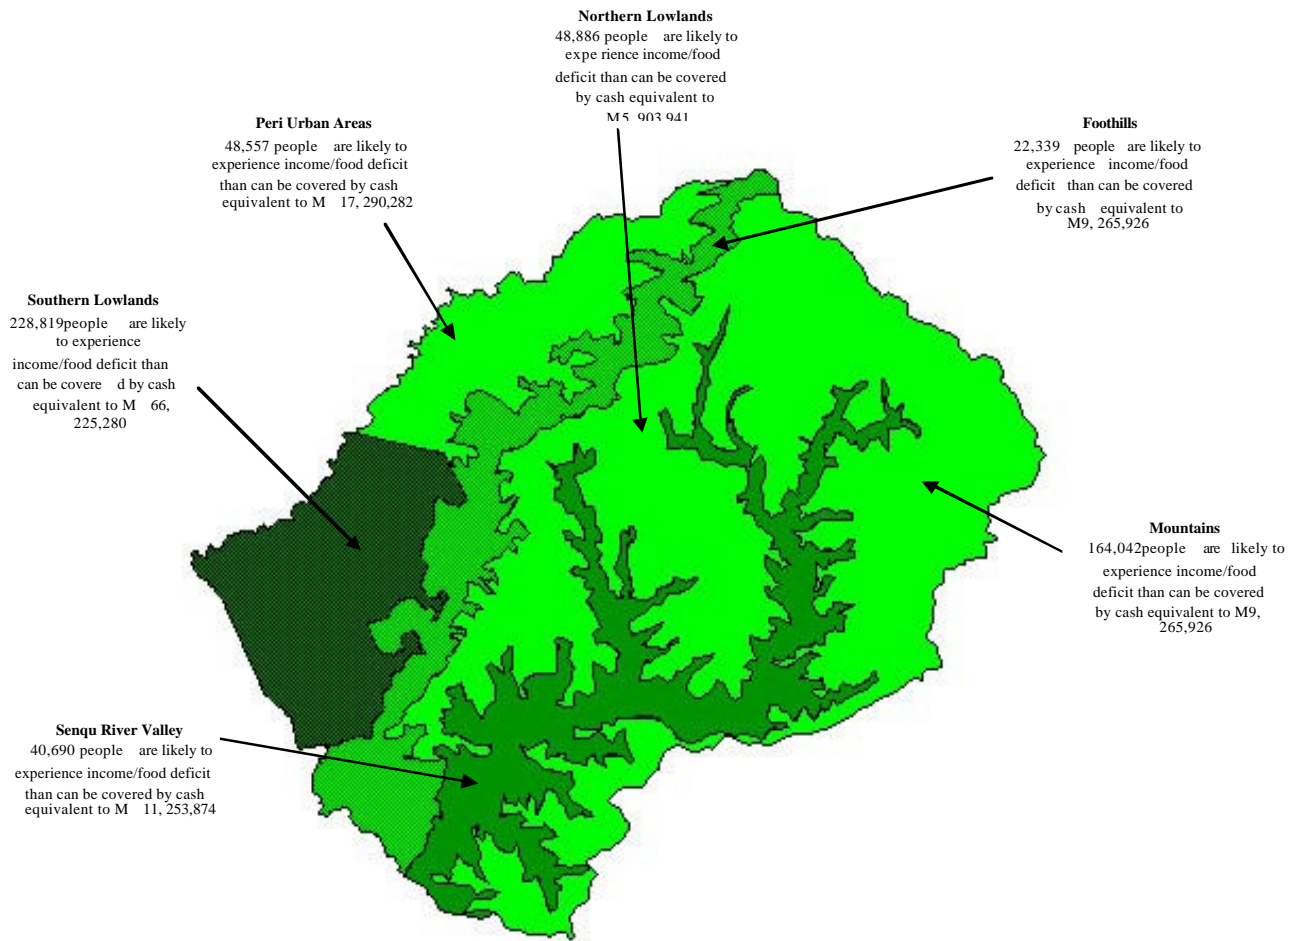 Northern Lowlands
48,886 people are likely to
expe rience income/food
deficit than can be covered
by cash equivalent to
M5, 903,941
Peri Urban Areas
48,557 people are likely to
experience income/food deficit
than can be covered by cash
equivalent to M 17, 290,282
Foothills
22,339 people are likely to
experience income/food
deficit than can be covered
by cash equivalent to
M9, 265,926
Southern Lowlands
228,819people are likely
to experience
income/food deficit than
can be covere d by cash
equivalent to M 66,
225,280
Mountains
164,042people are likely to
experience income/food
deficit than can be covered
by cash equivalent to M9,
265,926
Senqu River Valley
40,690 people are likely to
experience income/food deficit
than can be covered by cash
equivalent to M 11, 253,874